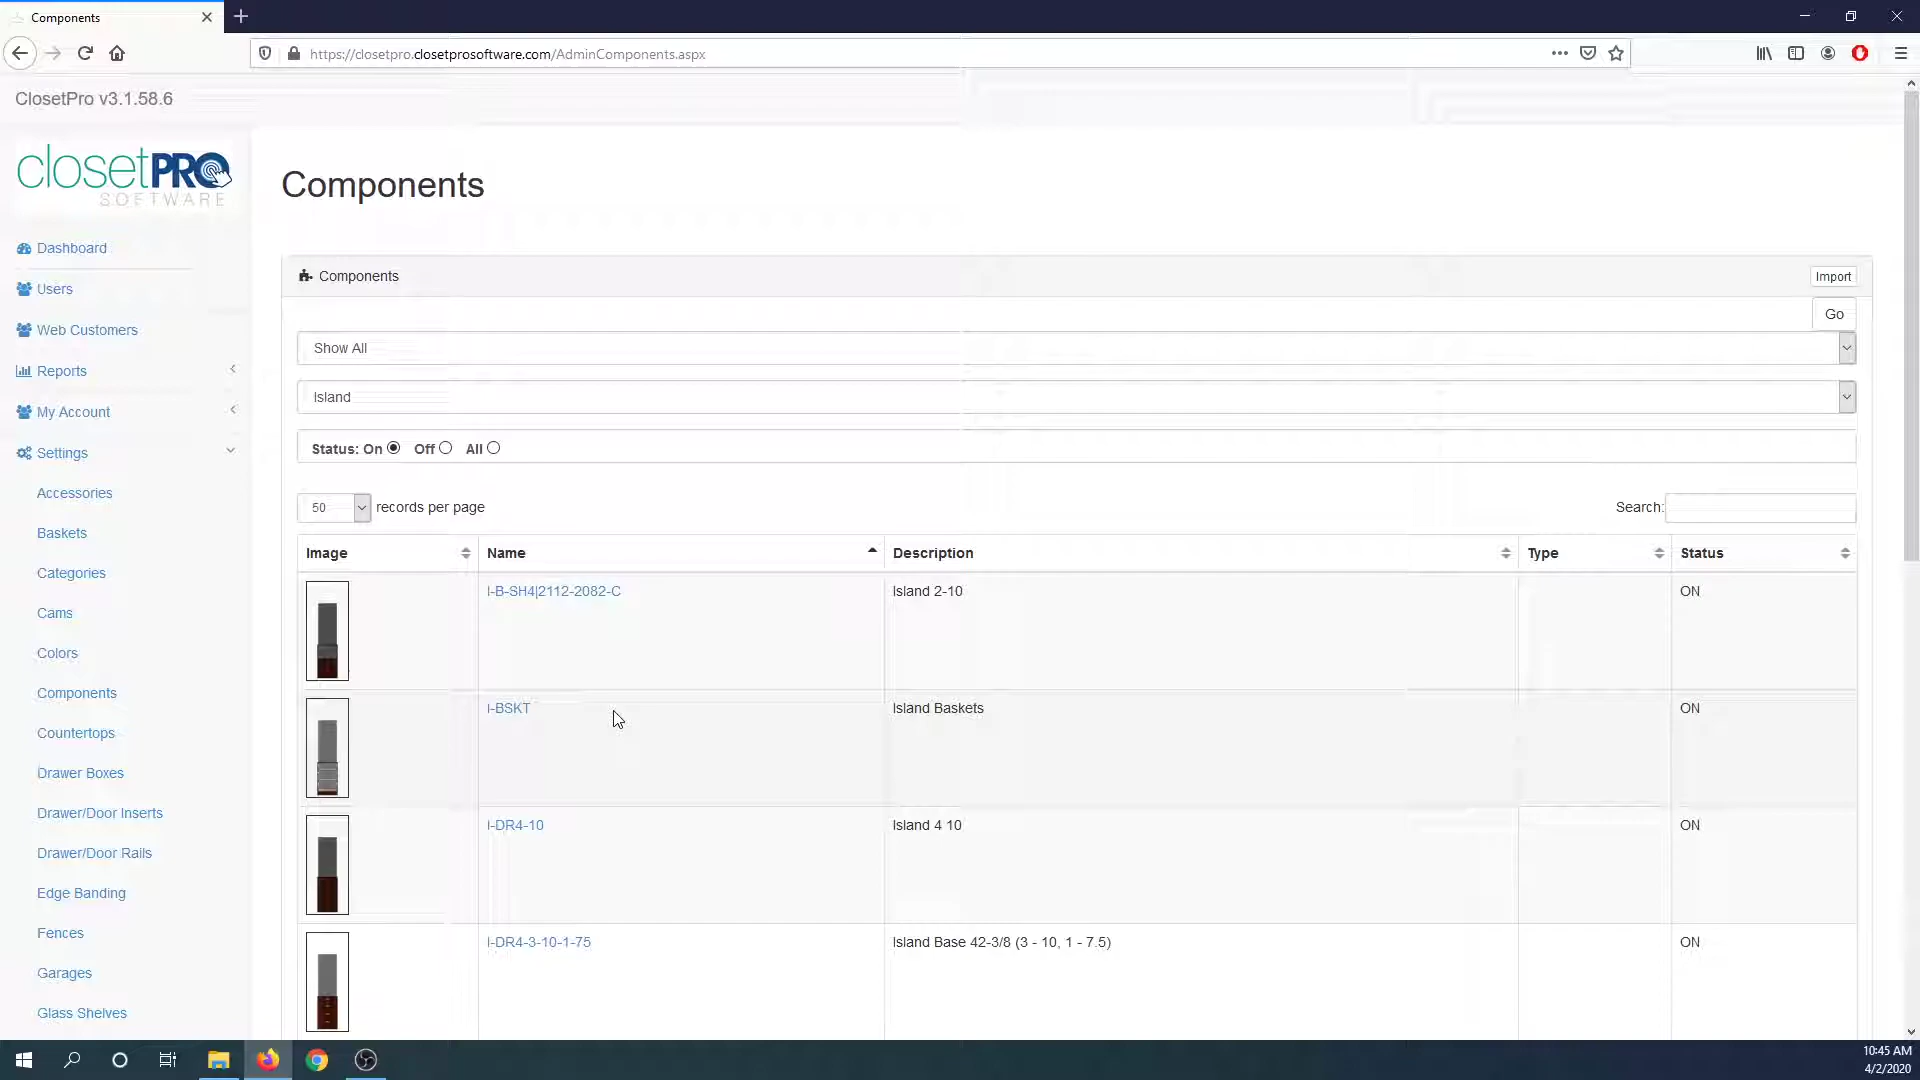 Components
https://closetpro.closetprosoftware.com/AdminComponents.aspx
ClosetPro v3.1.58.6
closetPRO
SOFTWARE
Dashboard
Users
Web Customers
Reports
My Account
Settings
Accessories
Baskets
Categories
Cams
Colors
Components
Countertops
Drawer Boxes
Drawer/Door Inserts
Drawer/Door Rails
Edge Banding
Fences
Garages
Glass Shelves
Components
Components
Import
Go
Show All
Island
Status: On Off All
50 records per page
Search:
Image Name Description Type Status
I-B-SH4|2112-2082-C Island 2-10 ON
I-BSKT Island Baskets ON
I-DR4-10 Island 4 10 ON
I-DR4-3-10-1-75 Island Base 42-3/8 (3 - 10, 1 - 7.5) ON
10:45 AM
4/2/2020